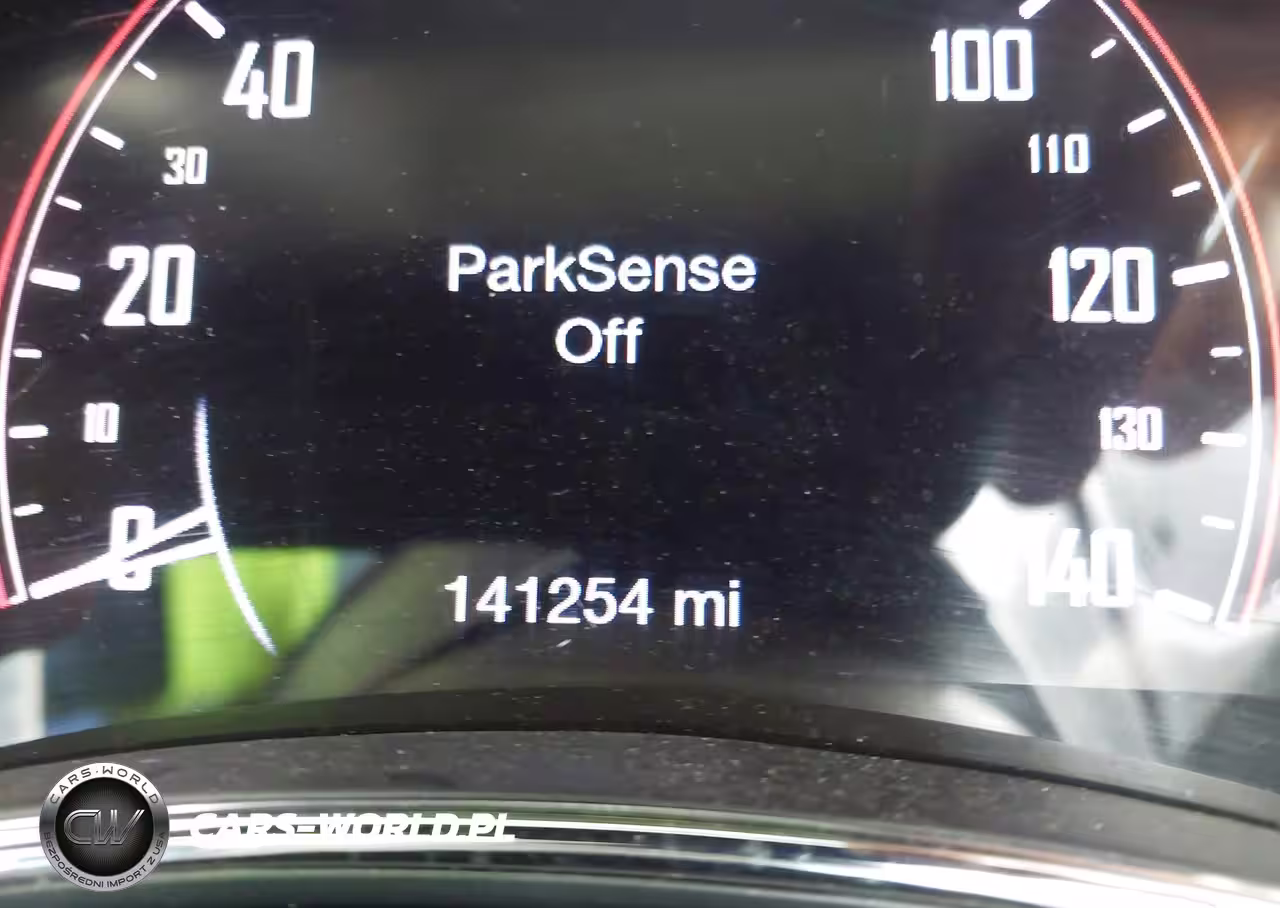 40
100
30
110
20
120
ParkSense
Off
10
130
0
140
141254 mi
CARS-WORLD
CW
BEZPOŚREDNI IMPORT Z USA
CARS-WORLD.PL